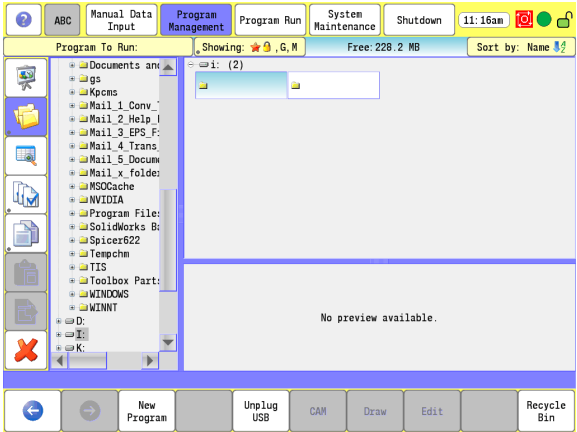 ?
ABC
Manual Data
Input
Program
Management
Program Run
System
Maintenance
Shutdown
11:16am
Program To Run:
Showing: , G, M
Free: 228.2 MB
Sort by: Name
Documents and
gs
Kpcms
Mail_1_Conv_
Mail_2_Help_
Mail_3_EPS_F
Mail_4_Trans_
Mail_5_Docume
Mail_x_folde
MSOCache
NVIDIA
Program Files
SolidWorks
Spicer622
Tempchm
TIS
Toolbox Parts
WINDOWS
WINNT
D:
I:
K:
i: (2)
No preview available.
New
Program
Unplug
USB
CAM
Draw
Edit
Recycle
Bin